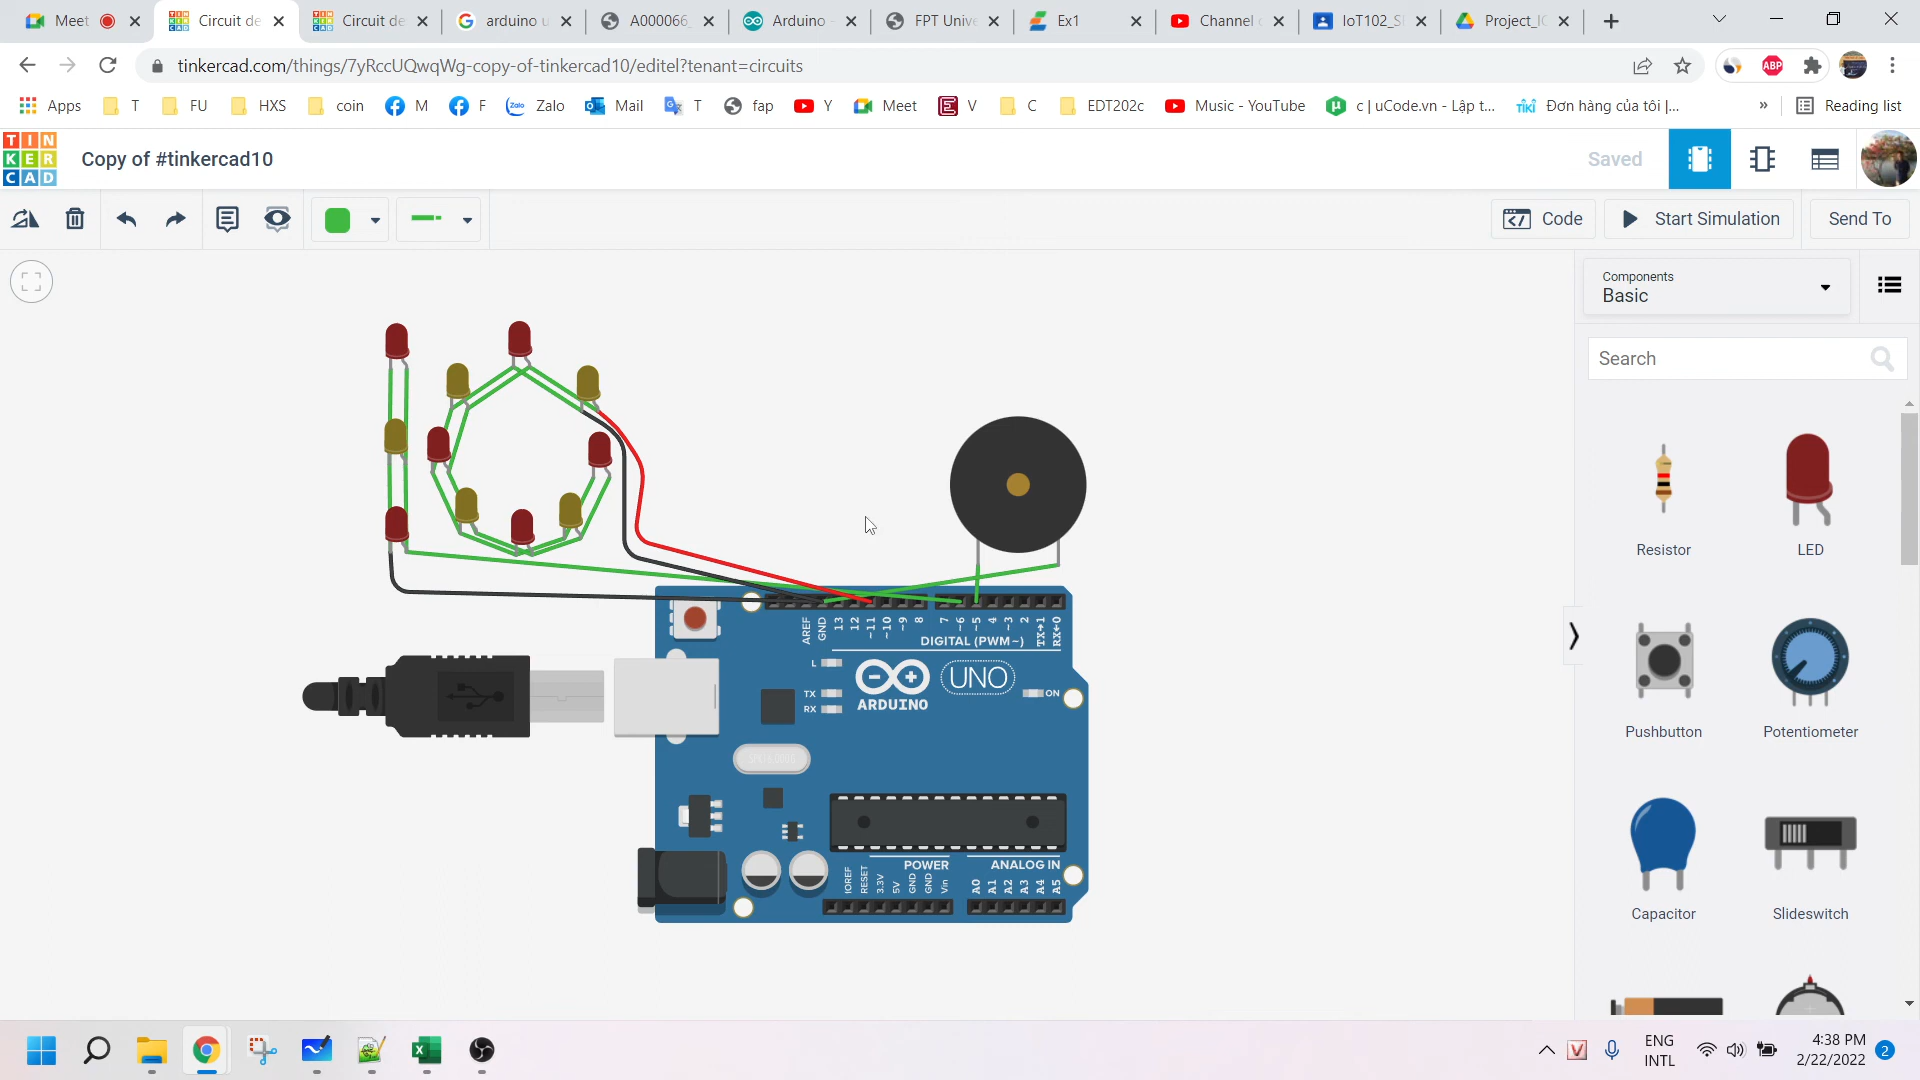 Meet
Circuit de
Circuit de
arduino u
A000066_
Arduino -
FPT Unive
Ex1
Channel c
IoT102_S
Project_IC
tinkercad.com/things/7yRccUQwqWg-copy-of-tinkercad10/editel?tenant=circuits
ABP
Apps
T
FU
HXS
coin
M
F
Zalo
Mail
T
fap
Y
Meet
V
C
EDT202c
Music - YouTube
c | uCode.vn - Lập t...
Đơn hàng của tôi |...
»
Reading list
TIN
KER
CAD
Copy of #tinkercad10
Saved
Code
Start Simulation
Send To
Components
Basic
Search
Resistor
LED
Pushbutton
Potentiometer
Capacitor
Slideswitch
AREF
GND
13
12
~11
~10
~9
8
7
~6
~5
4
~3
2
TX→1
RX←0
DIGITAL (PWM~)
L
TX
RX
ARDUINO
UNO
ON
POWER
ANALOG IN
IOREF
RESET
3.3V
5V
GND
GND
Vin
A0
A1
A2
A3
A4
A5
ENG
INTL
4:38 PM
2/22/2022
2